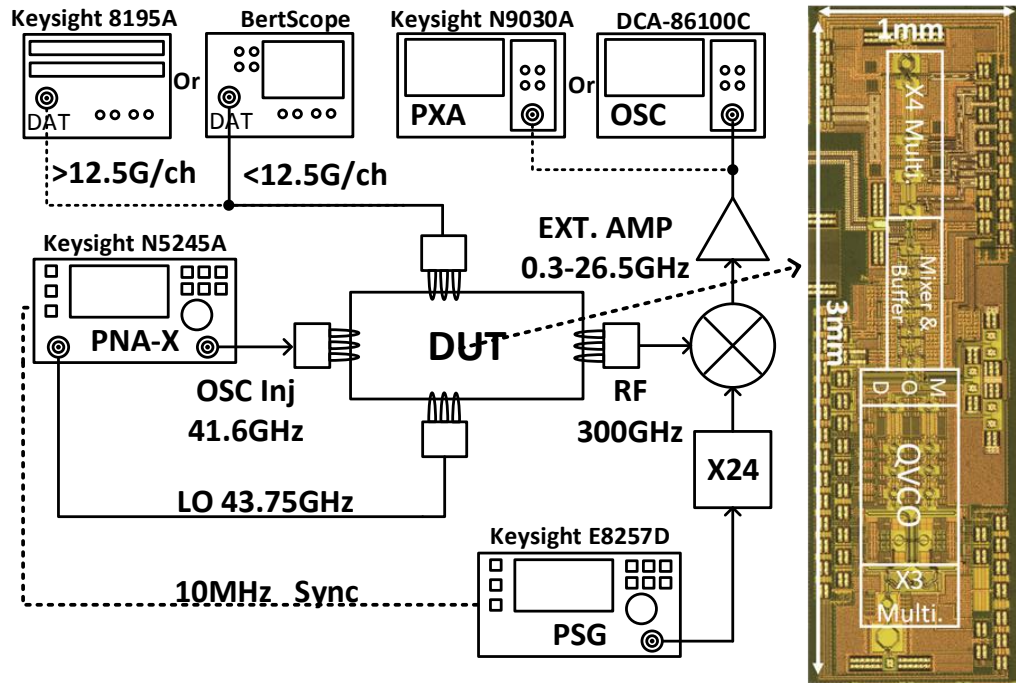 Keysight 8195A
BertScope
Keysight N9030A
DCA-86100C
Or
Or
DAT
DAT
PXA
OSC
>12.5G/ch
<12.5G/ch
EXT. AMP
0.3-26.5GHz
Keysight N5245A
PNA-X
DUT
OSC Inj
41.6GHz
RF
300GHz
X24
LO 43.75GHz
Keysight E8257D
10MHz Sync
PSG
1mm
3mm
X4 Multi.
Mixer &
Buffer
M
O
D
QVCO
X3
Multi.